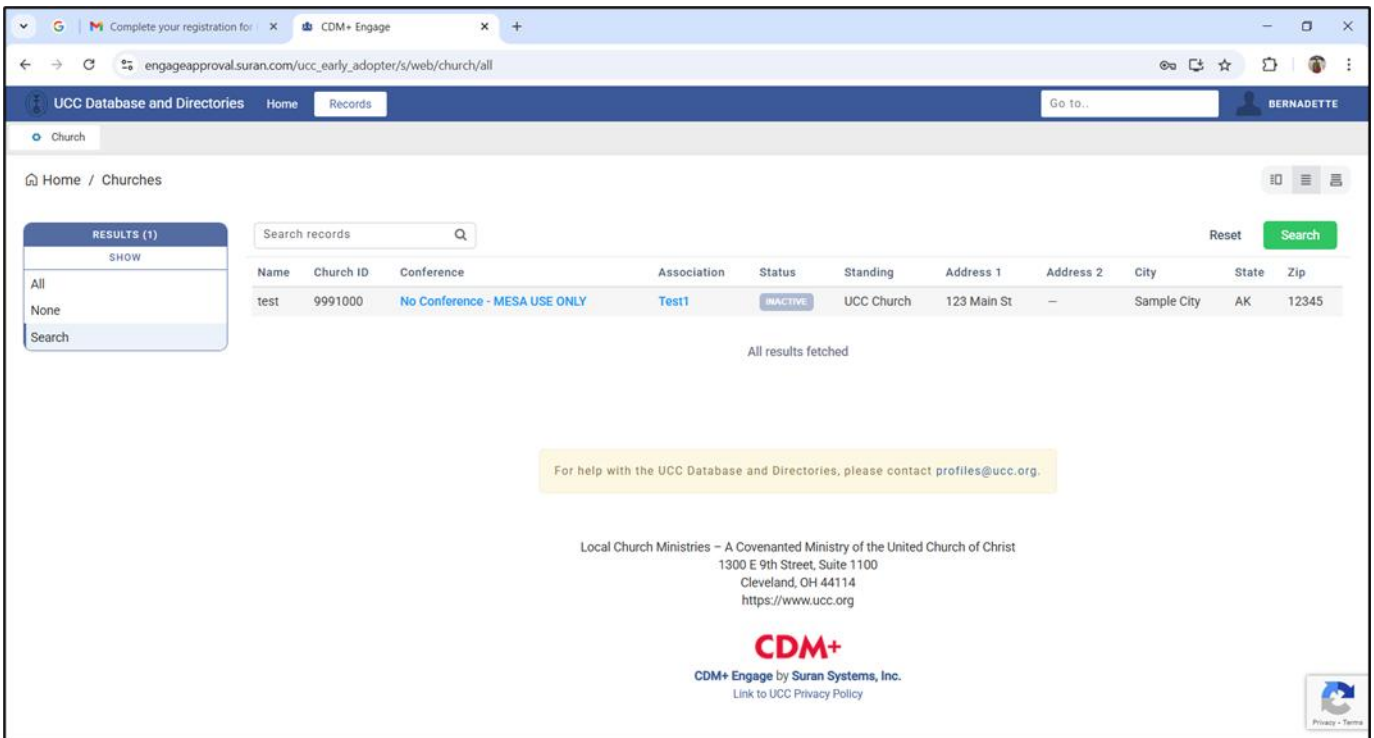 Complete your registration for
CDM+ Engage
engageapproval.suran.com/ucc_early_adopter/s/web/church/all
UCC Database and Directories Home Records Go to.. BERNADETTE
Church
Home / Churches
RESULTS (1)
SHOW
All
None
Search
Search records Reset Search
Name Church ID Conference Association Status Standing Address 1 Address 2 City State Zip
test 9991000 No Conference - MESA USE ONLY Test1 INACTIVE UCC Church 123 Main St – Sample City AK 12345
All results fetched
For help with the UCC Database and Directories, please contact profiles@ucc.org.
Local Church Ministries – A Covenanted Ministry of the United Church of Christ
1300 E 9th Street, Suite 1100
Cleveland, OH 44114
https://www.ucc.org
CDM+
CDM+ Engage by Suran Systems, Inc.
Link to UCC Privacy Policy
Privacy - Terms